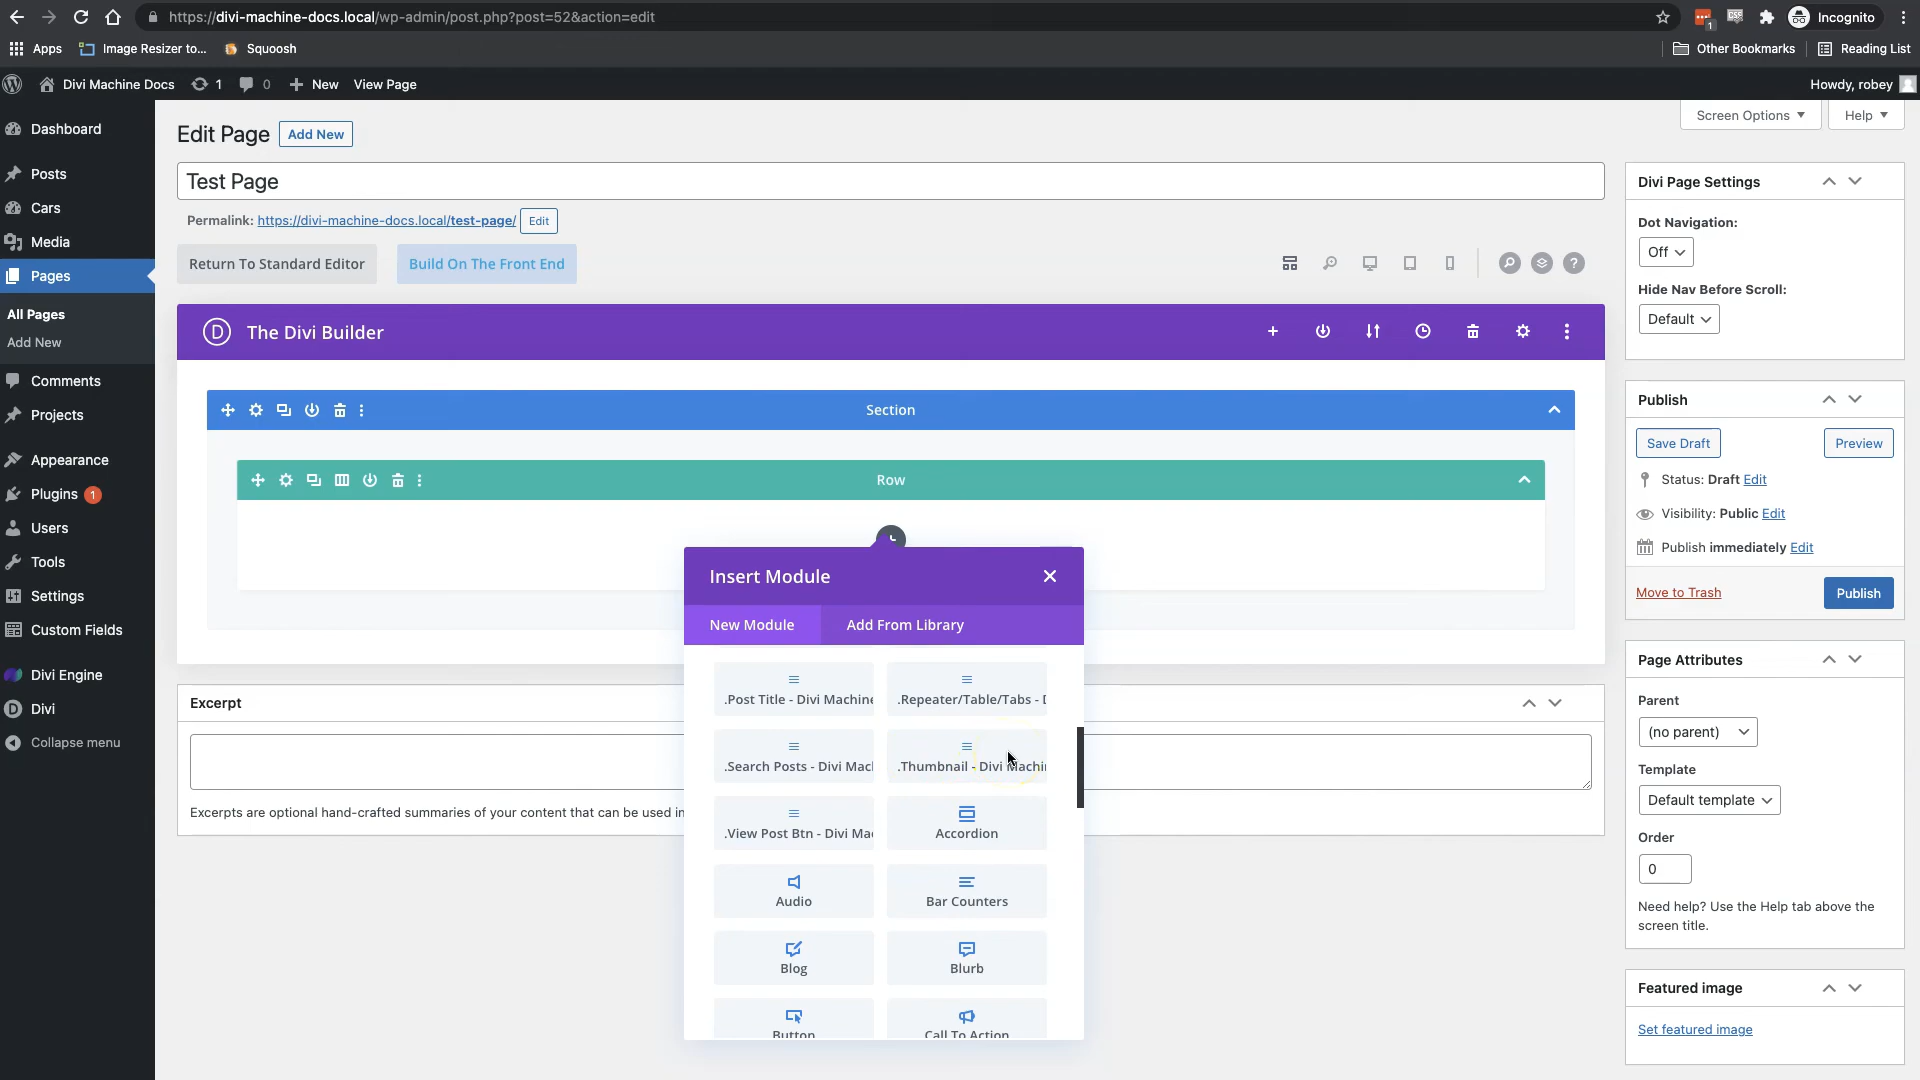 https://divi-machine-docs.local/wp-admin/post.php?post=52&action=edit
1
CSP
Incognito
Apps
Image Resizer to...
Squoosh
Other Bookmarks
Reading List
Divi Machine Docs
1
0
New
View Page
Howdy, robey
Dashboard
Posts
Cars
Media
Pages
All Pages
Add New
Comments
Projects
Appearance
Plugins 1
Users
Tools
Settings
Custom Fields
Divi Engine
Divi
Collapse menu
Screen Options
Help
Edit Page
Add New
Test Page
Permalink: https://divi-machine-docs.local/test-page/ Edit
Return To Standard Editor
Build On The Front End
?
D
The Divi Builder
Section
Row
Insert Module
New Module
Add From Library
.Post Title - Divi Machine
.Repeater/Table/Tabs - D
.Search Posts - Divi Mach
.Thumbnail - Divi Machin
.View Post Btn - Divi Mac
Accordion
Audio
Bar Counters
Blog
Blurb
Button
Call To Action
Excerpt
Excerpts are optional hand-crafted summaries of your content that can be used in
Divi Page Settings
Dot Navigation:
Off
Hide Nav Before Scroll:
Default
Publish
Save Draft
Preview
Status: Draft Edit
Visibility: Public Edit
Publish immediately Edit
Move to Trash
Publish
Page Attributes
Parent
(no parent)
Template
Default template
Order
0
Need help? Use the Help tab above the
screen title.
Featured image
Set featured image